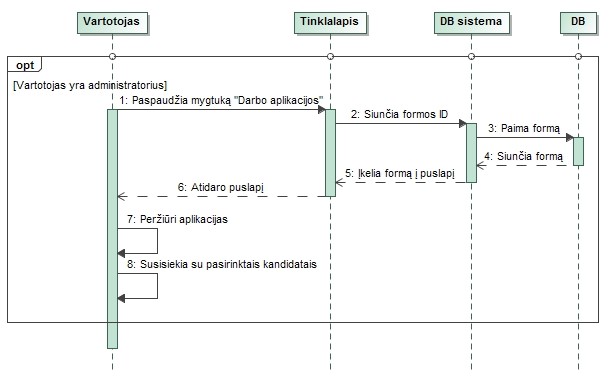 Vartotojas
Tinklalapis
DB sistema
DB
opt
[Vartotojas yra administratorius]
1: Paspaudžia mygtuką "Darbo aplikacijos"
2: Siunčia formos ID
3: Paima formą
4: Siunčia formą
5: Įkelia formą į puslapį
6: Atidaro puslapį
7: Peržiūri aplikacijas
8: Susisiekia su pasirinktais kandidatais